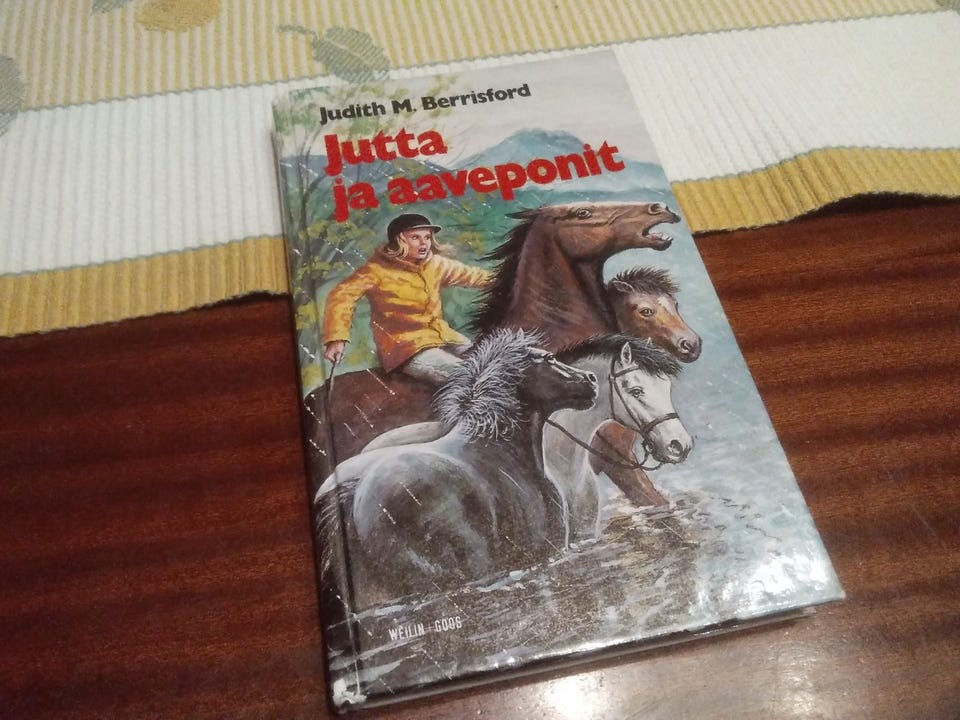 Judith M. Berrisford
Jutta
ja aaveponit
WEILIN+GÖÖS